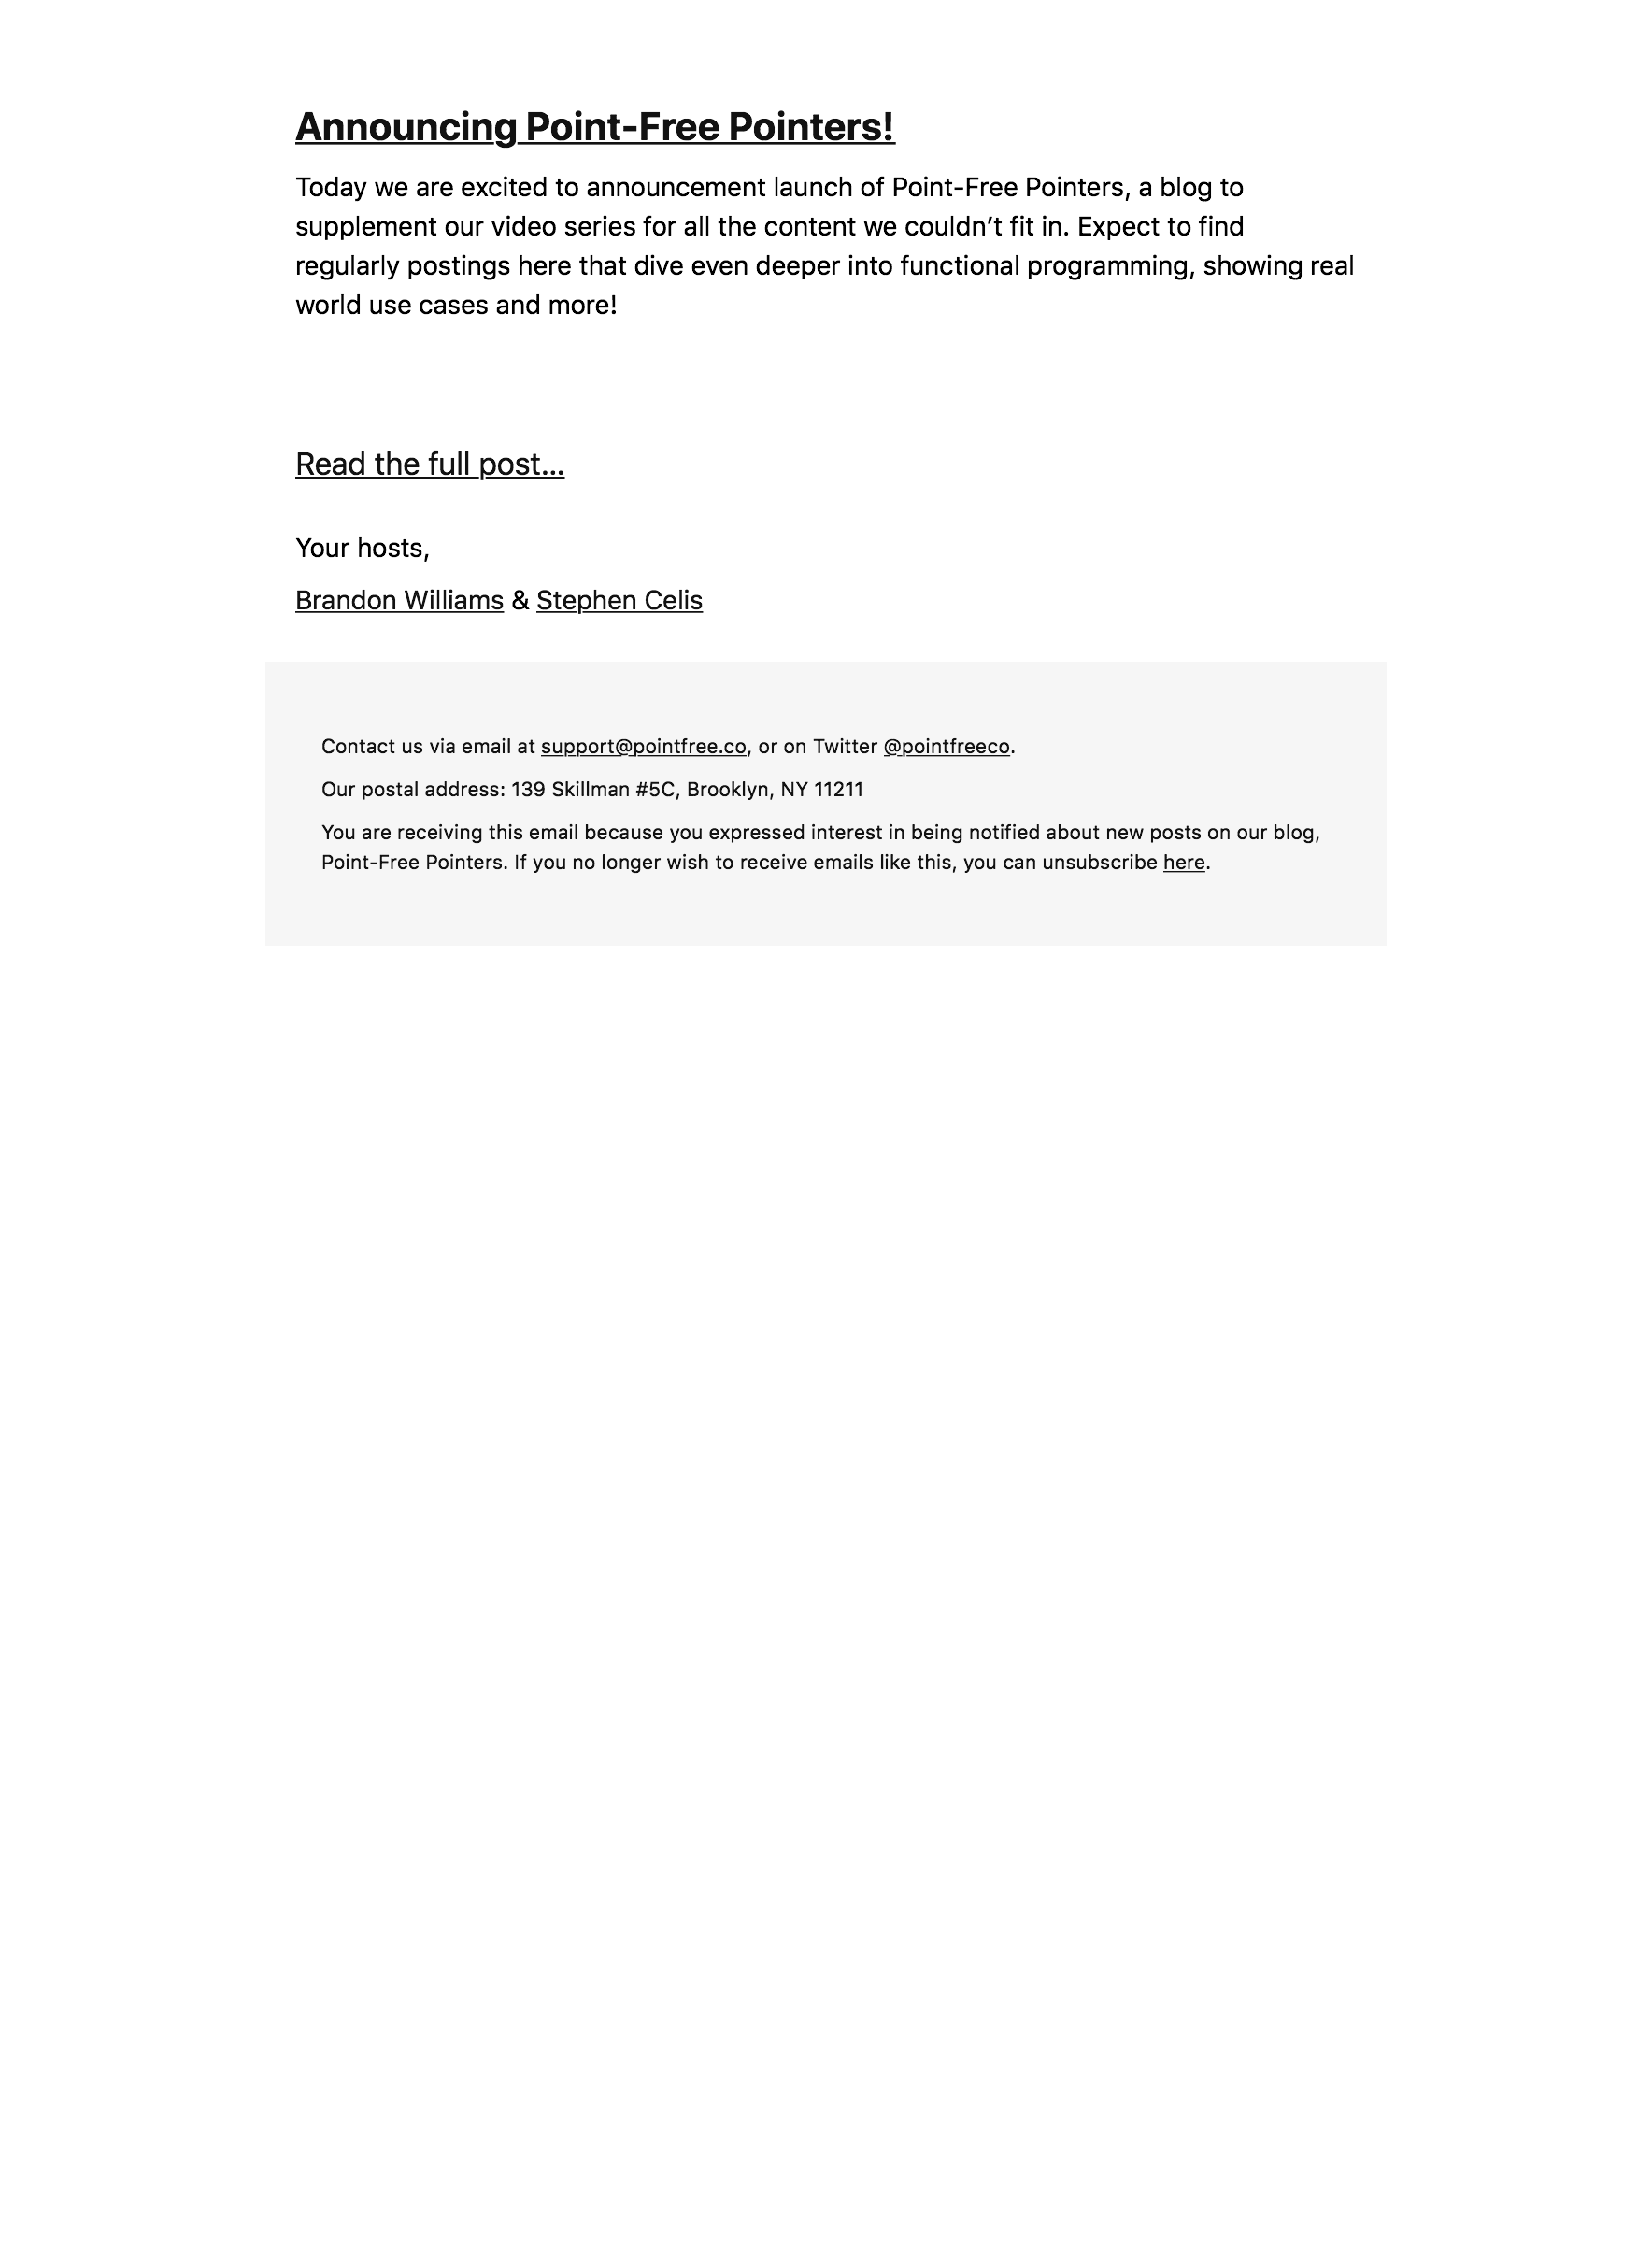 Announcing Point-Free Pointers!
Today we are excited to announcement launch of Point-Free Pointers, a blog to
supplement our video series for all the content we couldn’t fit in. Expect to find
regularly postings here that dive even deeper into functional programming, showing real
world use cases and more!
Read the full post…
Your hosts,
Brandon Williams & Stephen Celis
Contact us via email at support@pointfree.co, or on Twitter @pointfreeco.
Our postal address: 139 Skillman #5C, Brooklyn, NY 11211
You are receiving this email because you expressed interest in being notified about new posts on our blog,
Point-Free Pointers. If you no longer wish to receive emails like this, you can unsubscribe here.